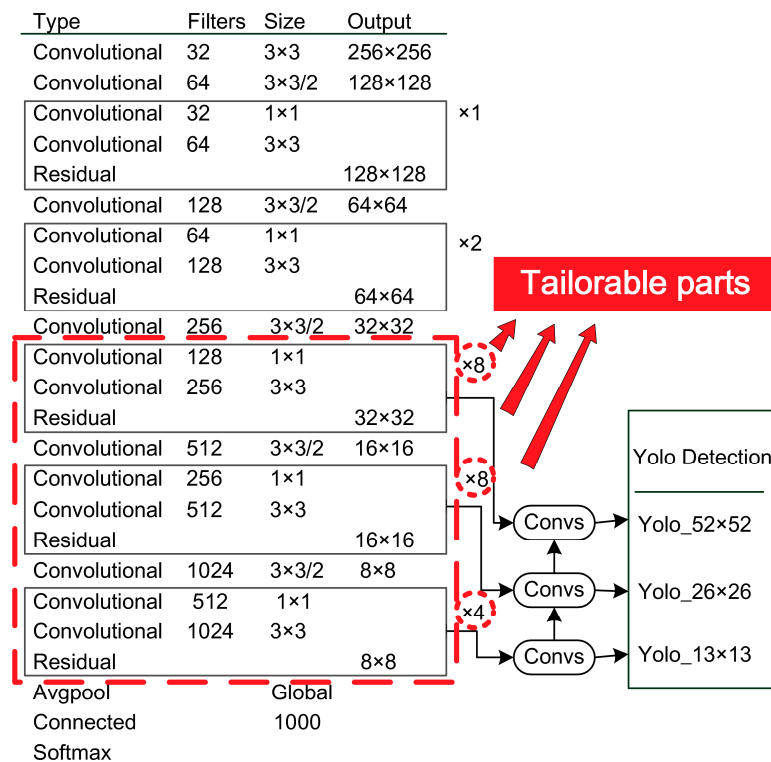 Type Filters Size Output
Convolutional 32 3×3 256×256
Convolutional 64 3×3/2 128×128
Convolutional 32 1×1 ×1
Convolutional 64 3×3
Residual 128×128
Convolutional 128 3×3/2 64×64
Convolutional 64 1×1 ×2
Convolutional 128 3×3
Residual 64×64
Tailorable parts
Convolutional 256 3×3/2 32×32
Convolutional 128 1×1 ×8
Convolutional 256 3×3
Residual 32×32
Convolutional 512 3×3/2 16×16
Convolutional 256 1×1 ×8
Convolutional 512 3×3
Residual 16×16
Convolutional 1024 3×3/2 8×8
Convolutional 512 1×1 ×4
Convolutional 1024 3×3
Residual 8×8
Avgpool Global
Connected 1000
Softmax
Yolo Detection
Convs Yolo_52×52
Convs Yolo_26×26
Convs Yolo_13×13